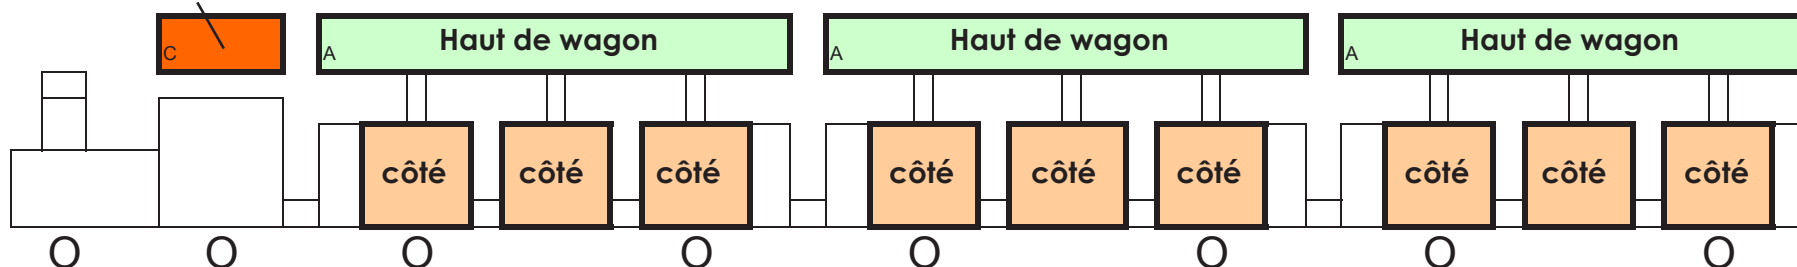 C A Haut de wagon A Haut de wagon A Haut de wagon
côté côté côté côté côté côté côté côté côté
O O O O O O O O